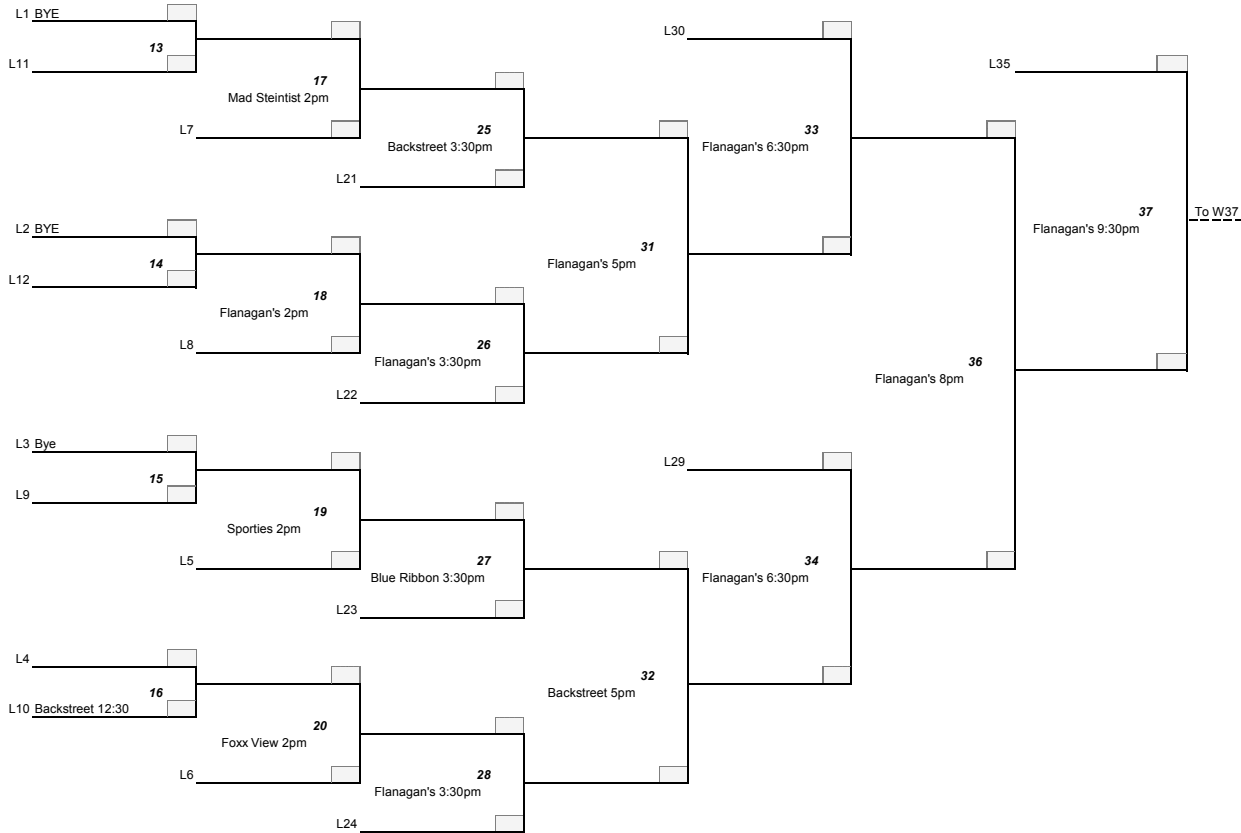 L1 BYE
L30
13
L11
L35
17
Mad Steintist 2pm
L7
25
33
Backstreet 3:30pm
Flanagan's 6:30pm
L21
37
To W37
L2 BYE
Flanagan's 9:30pm
31
14
Flanagan's 5pm
L12
18
Flanagan's 2pm
L8
26
Flanagan's 3:30pm
36
Flanagan's 8pm
L22
L3 Bye
L29
15
L9
19
Sporties 2pm
L5
27
34
Blue Ribbon 3:30pm
Flanagan's 6:30pm
L23
L4
32
16
Backstreet 5pm
L10 Backstreet 12:30
20
Foxx View 2pm
L6
28
Flanagan's 3:30pm
L24